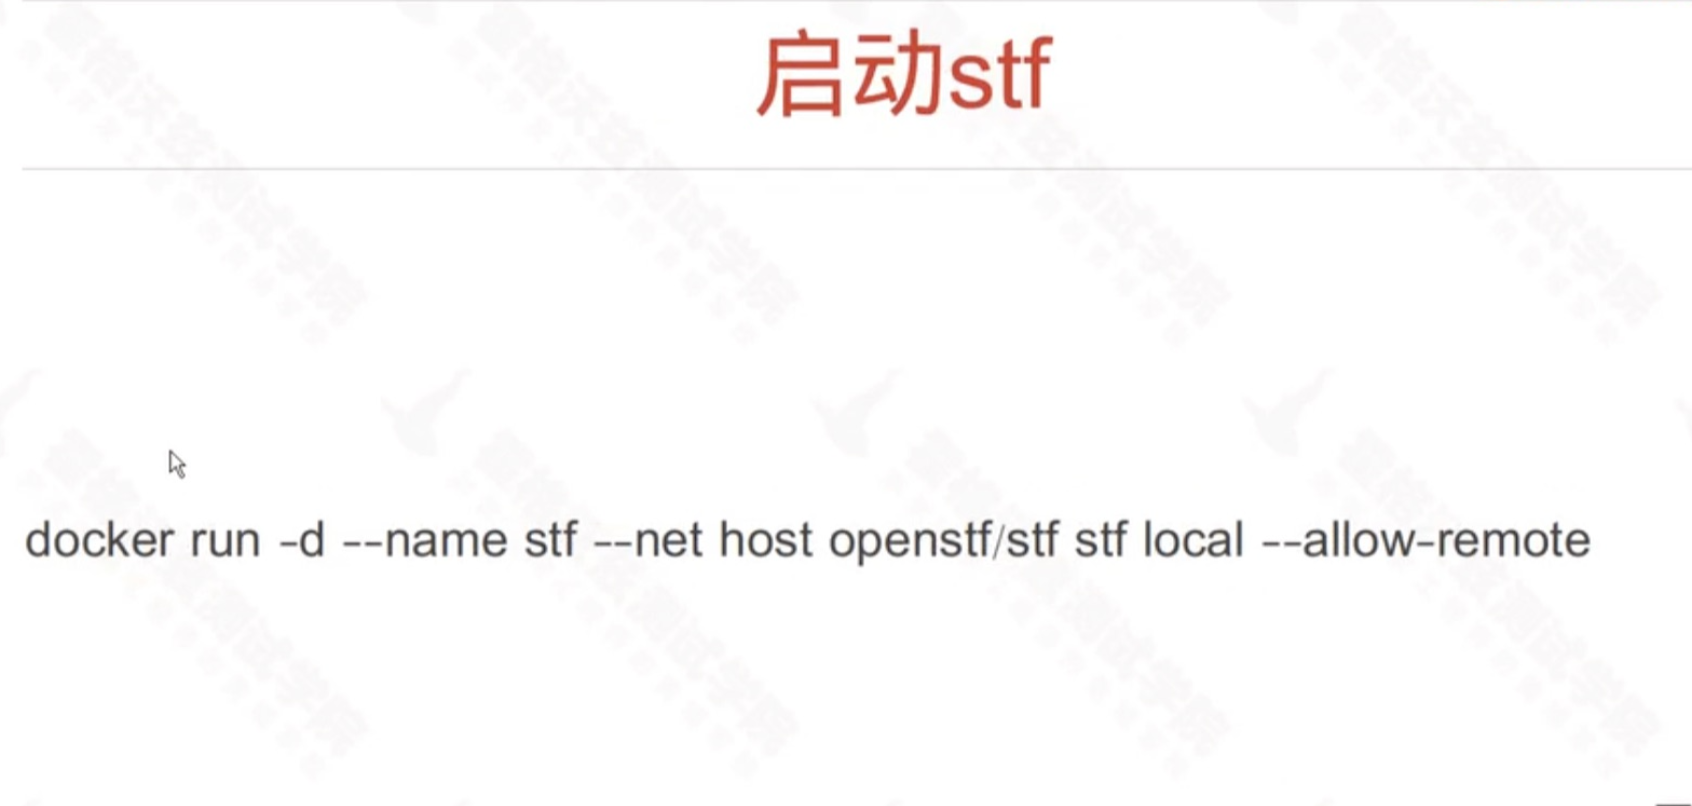 启动stf
docker run -d --name stf --net host openstf/stf stf local --allow-remote